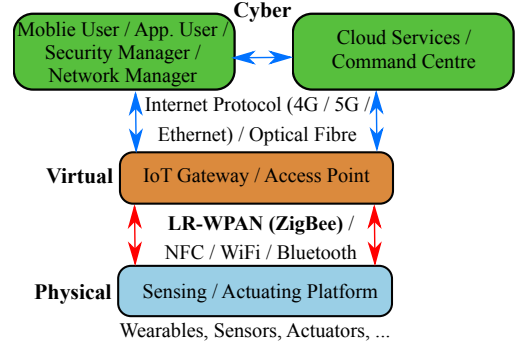 Cyber
Moblie User / App. User /
Security Manager /
Network Manager
Cloud Services /
Command Centre
Internet Protocol (4G / 5G /
Ethernet) / Optical Fibre
Virtual
IoT Gateway / Access Point
LR-WPAN (ZigBee) /
NFC / WiFi / Bluetooth
Physical
Sensing / Actuating Platform
Wearables, Sensors, Actuators, ...